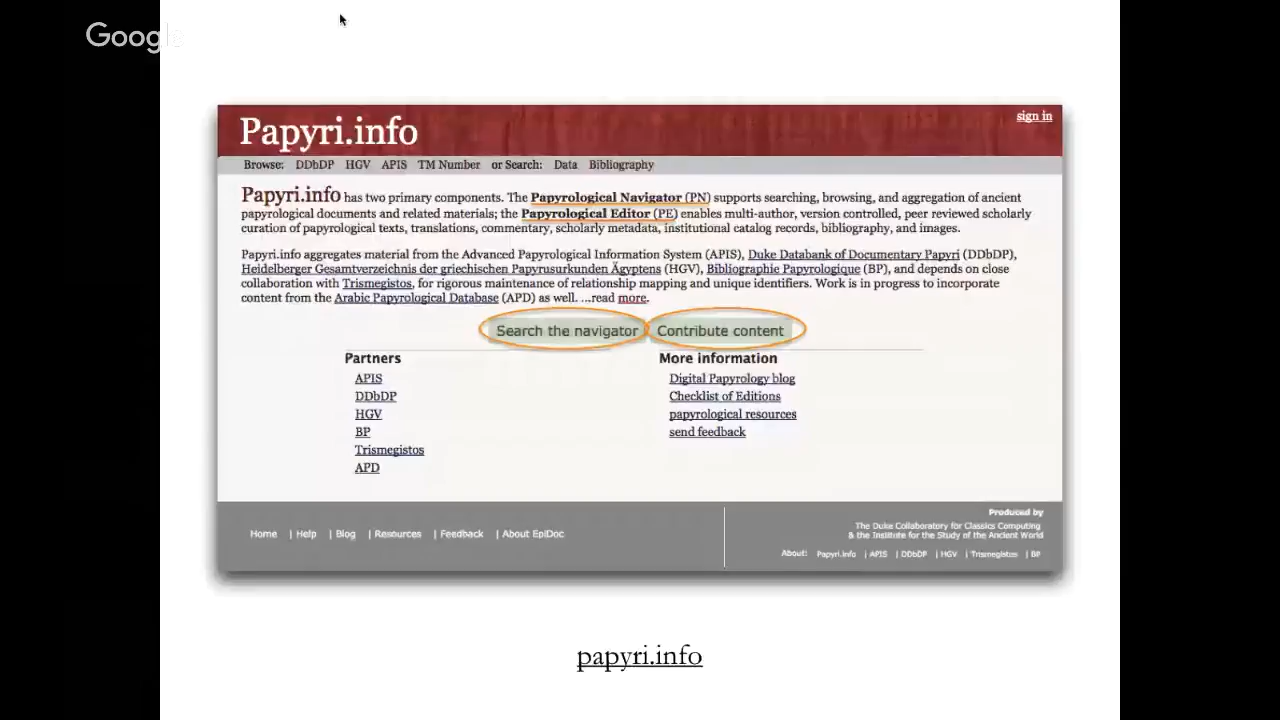 Google
Papyri.info
sign in
Browse: DDbDP HGV APIS TM Number or Search: Data Bibliography
Papyri.info has two primary components. The Papyrological Navigator (PN) supports searching, browsing, and aggregation of ancient
papyrological documents and related materials; the Papyrological Editor (PE) enables multi-author, version controlled, peer reviewed scholarly
curation of papyrological texts, translations, commentary, scholarly metadata, institutional catalog records, bibliography, and images.
Papyri.info aggregates material from the Advanced Papyrological Information System (APIS), Duke Databank of Documentary Papyri (DDbDP),
Heidelberger Gesamtverzeichnis der griechischen Papyrusurkunden Ägyptens (HGV), Bibliographie Papyrologique (BP), and depends on close
collaboration with Trismegistos, for rigorous maintenance of relationship mapping and unique identifiers. Work is in progress to incorporate
content from the Arabic Papyrological Database (APD) as well. ...read more.
Search the navigator Contribute content
Partners
APIS
DDbDP
HGV
BP
Trismegistos
APD
More information
Digital Papyrology blog
Checklist of Editions
papyrological resources
send feedback
Home | Help | Blog | Resources | Feedback | About EpiDoc
Produced by
The Duke Collaboratory for Classics Computing
& the Institute for the Study of the Ancient World
About: Papyri.info | APIS | DDbDP | HGV | Trismegistos | BP
papyri.info